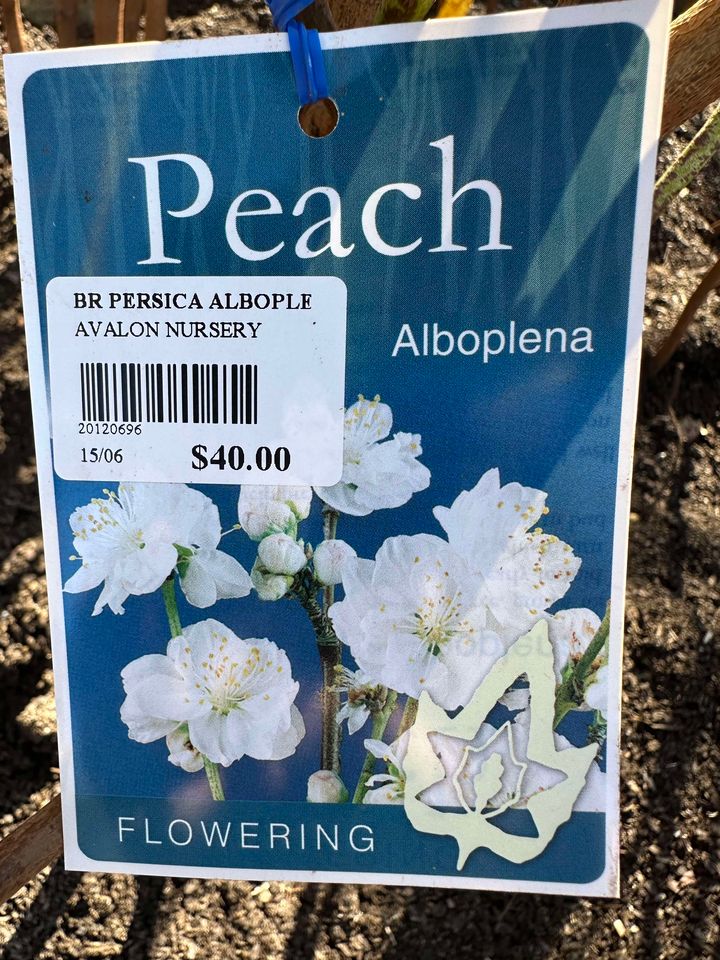 Peach
BR PERSICA ALBOPLE
AVALON NURSERY
20120696
15/06 $40.00
Alboplena
FLOWERING